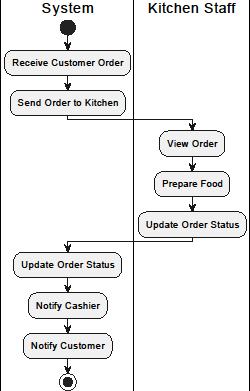 System
Kitchen Staff
Receive Customer Order
Send Order to Kitchen
View Order
Prepare Food
Update Order Status
Update Order Status
Notify Cashier
Notify Customer